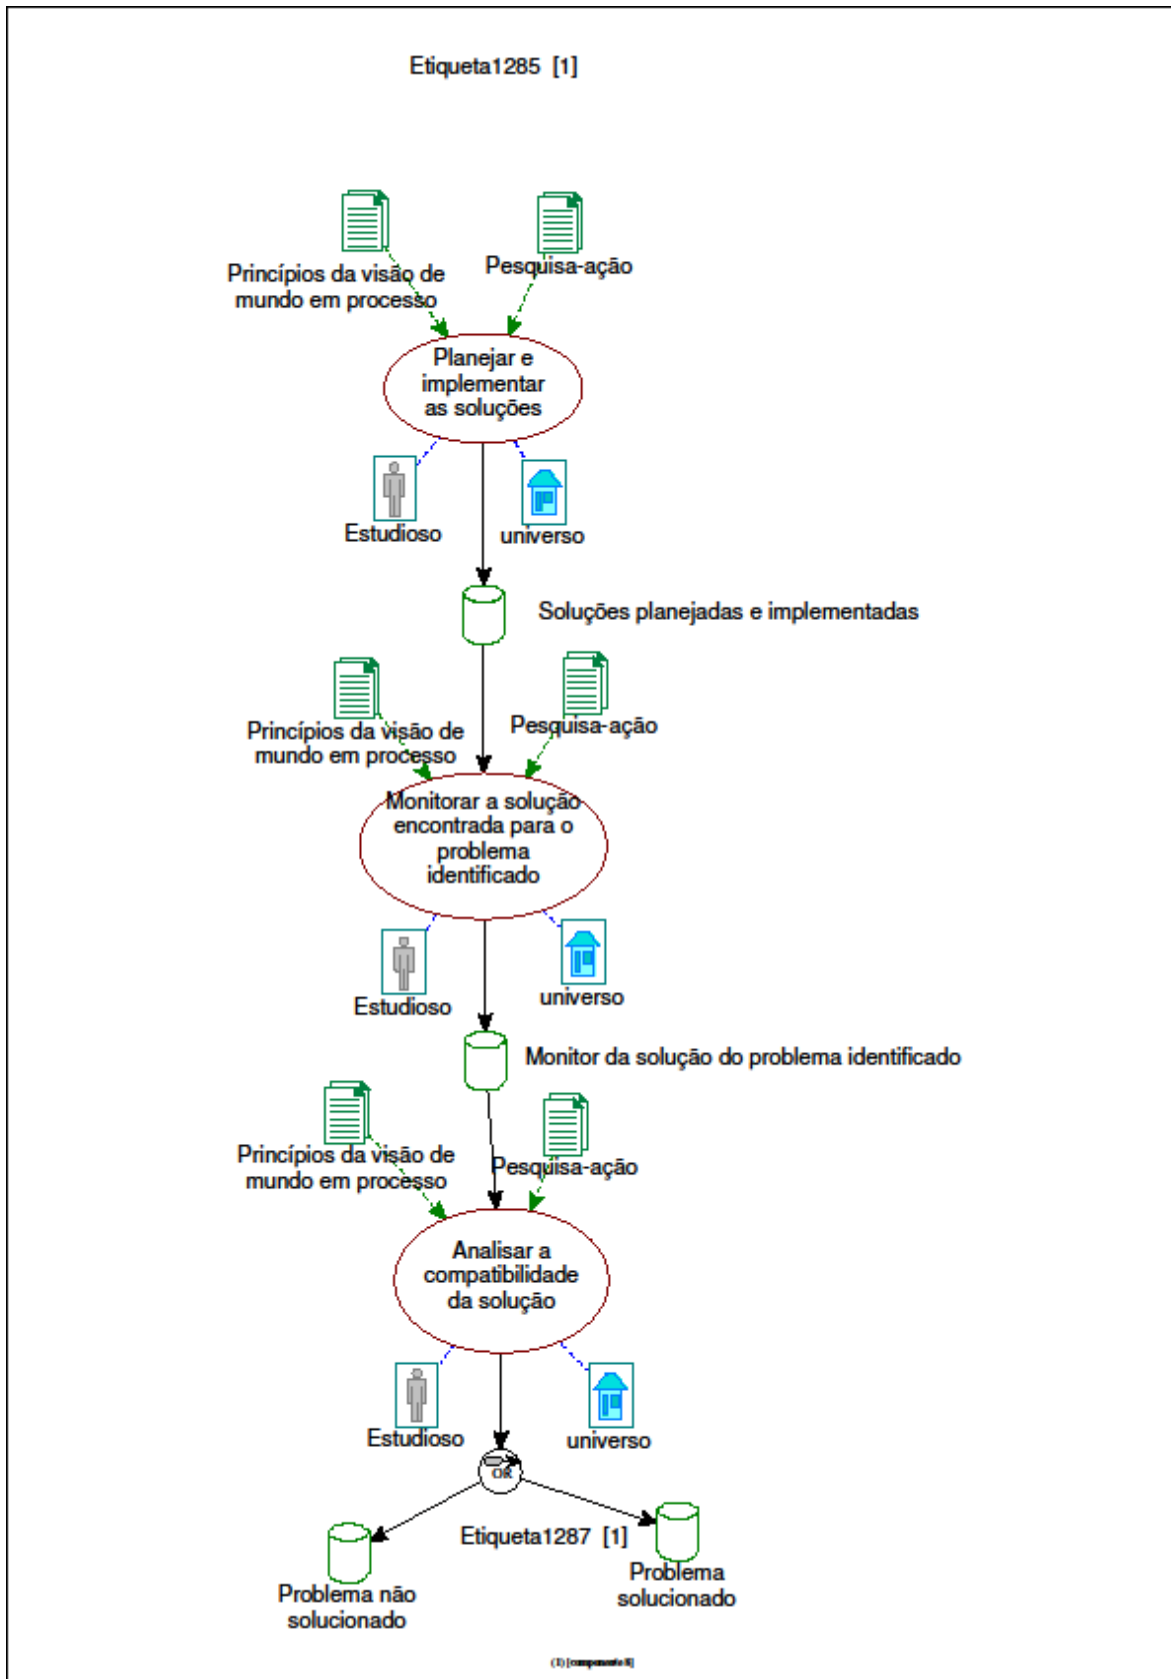 Etiqueta1285 [1]
Princípios da visão de
mundo em processo
Pesquisa-ação
Planejar e
implementar
as soluções
Estudioso
universo
Soluções planejadas e implementadas
Princípios da visão de
mundo em processo
Pesquisa-ação
Monitorar a solução
encontrada para o
problema
identificado
Estudioso
universo
Monitor da solução do problema identificado
Princípios da visão de
mundo em processo
Pesquisa-ação
Analisar a
compatibilidade
da solução
Estudioso
universo
OR
Etiqueta1287 [1]
Problema não
solucionado
Problema
solucionado
(1) [componente 8]